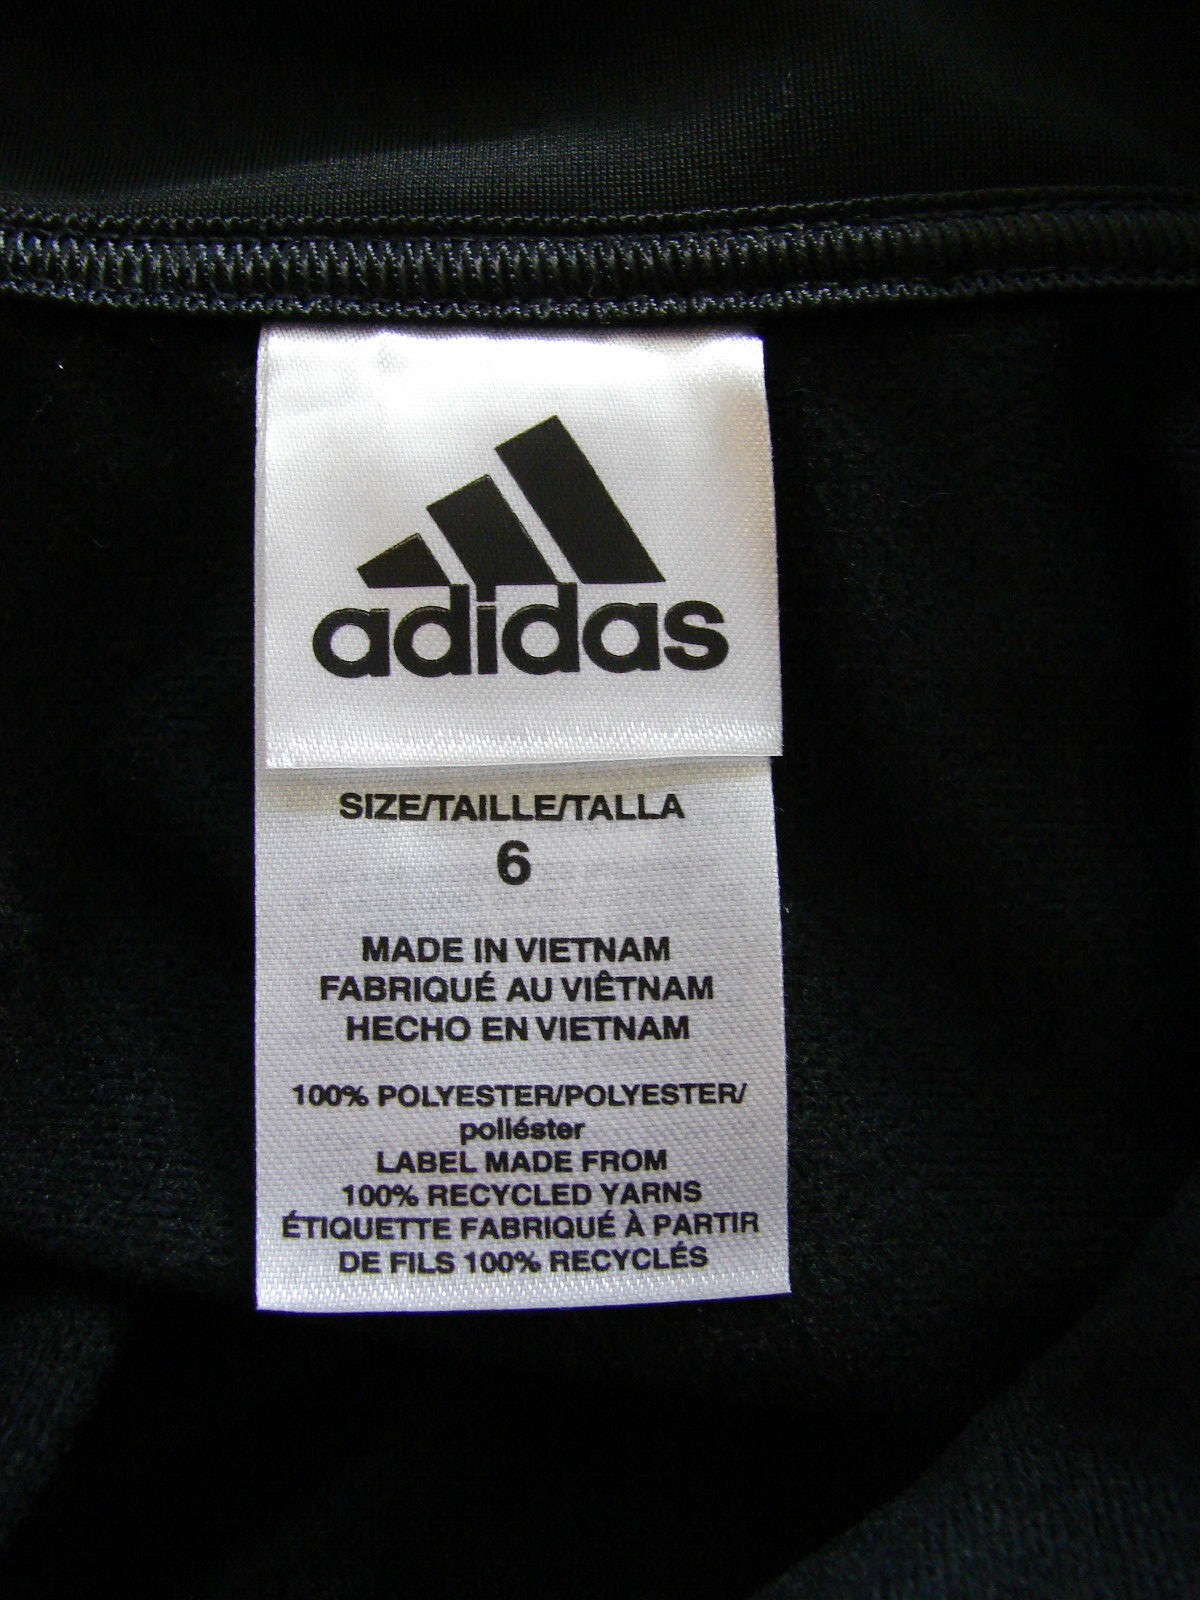 adidas
SIZE/TAILLE/TALLA
6
MADE IN VIETNAM
FABRIQUÉ AU VIÊTNAM
HECHO EN VIETNAM
100% POLYESTER/POLYESTER/
poliéster
LABEL MADE FROM
100% RECYCLED YARNS
ÉTIQUETTE FABRIQUÉ À PARTIR
DE FILS 100% RECYCLÉS